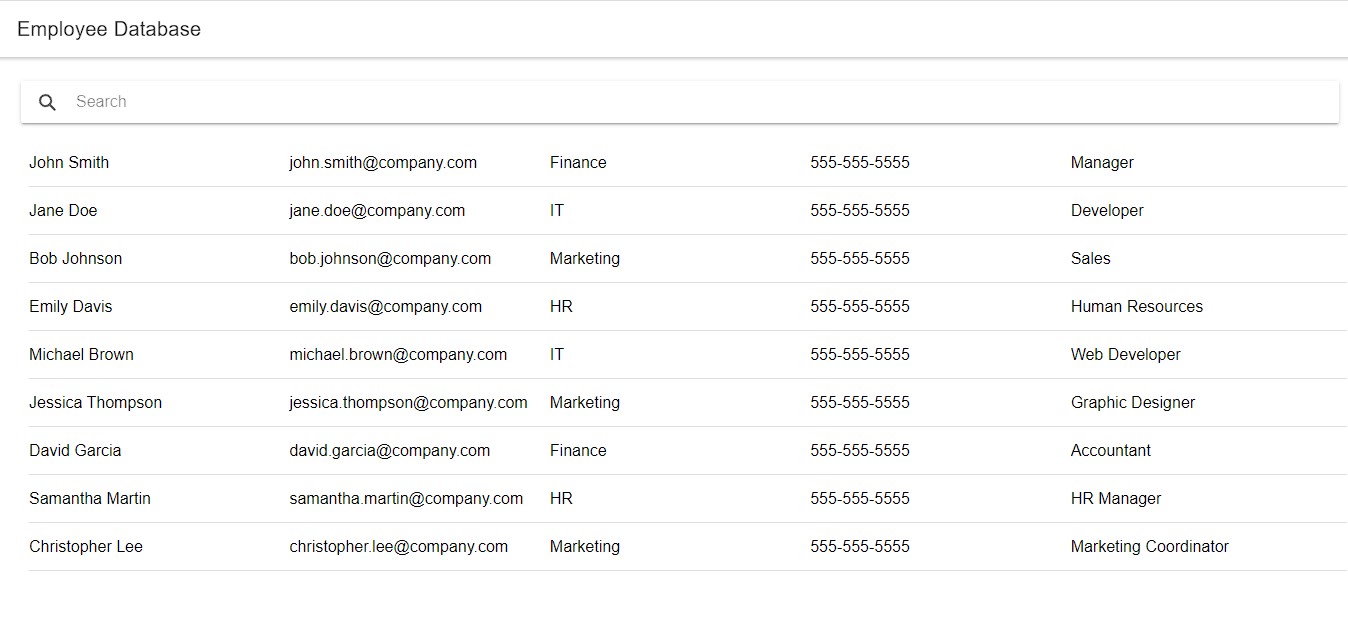 Employee Database
Search
John Smith john.smith@company.com Finance 555-555-5555 Manager
Jane Doe jane.doe@company.com IT 555-555-5555 Developer
Bob Johnson bob.johnson@company.com Marketing 555-555-5555 Sales
Emily Davis emily.davis@company.com HR 555-555-5555 Human Resources
Michael Brown michael.brown@company.com IT 555-555-5555 Web Developer
Jessica Thompson jessica.thompson@company.com Marketing 555-555-5555 Graphic Designer
David Garcia david.garcia@company.com Finance 555-555-5555 Accountant
Samantha Martin samantha.martin@company.com HR 555-555-5555 HR Manager
Christopher Lee christopher.lee@company.com Marketing 555-555-5555 Marketing Coordinator